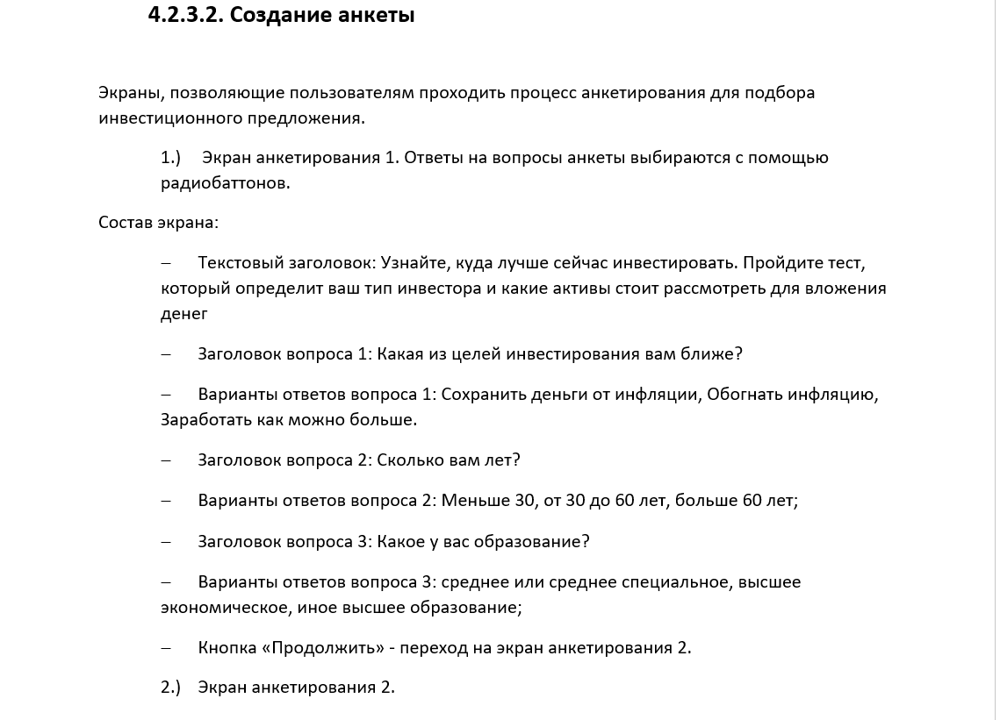 4.2.3.2. Создание анкеты
Экраны, позволяющие пользователям проходить процесс анкетирования для подбора
инвестиционного предложения.
1.) Экран анкетирования 1. Ответы на вопросы анкеты выбираются с помощью
радиобаттонов.
Состав экрана:
– Текстовый заголовок: Узнайте, куда лучше сейчас инвестировать. Пройдите тест,
который определит ваш тип инвестора и какие активы стоит рассмотреть для вложения
денег
– Заголовок вопроса 1: Какая из целей инвестирования вам ближе?
– Варианты ответов вопроса 1: Сохранить деньги от инфляции, Обогнать инфляцию,
Заработать как можно больше.
– Заголовок вопроса 2: Сколько вам лет?
– Варианты ответов вопроса 2: Меньше 30, от 30 до 60 лет, больше 60 лет;
– Заголовок вопроса 3: Какое у вас образование?
– Варианты ответов вопроса 3: среднее или среднее специальное, высшее
экономическое, иное высшее образование;
– Кнопка «Продолжить» - переход на экран анкетирования 2.
2.) Экран анкетирования 2.